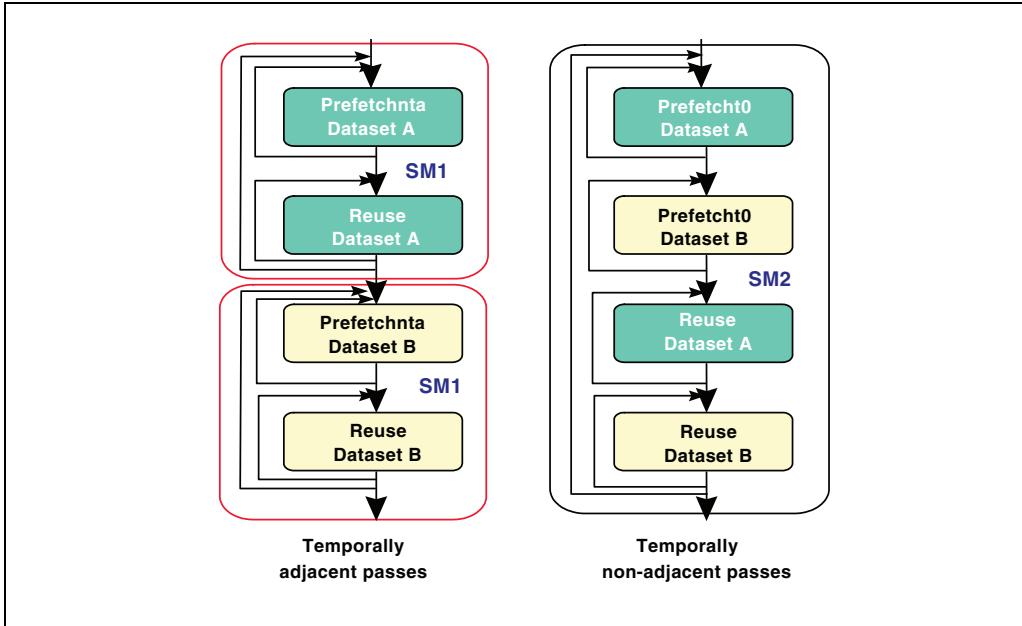 Prefetchnta
Dataset A
SM1
Reuse
Dataset A
Prefetchnta
Dataset B
SM1
Reuse
Dataset B
Temporally
adjacent passes
Prefetcht0
Dataset A
Prefetcht0
Dataset B
SM2
Reuse
Dataset A
Reuse
Dataset B
Temporally
non-adjacent passes